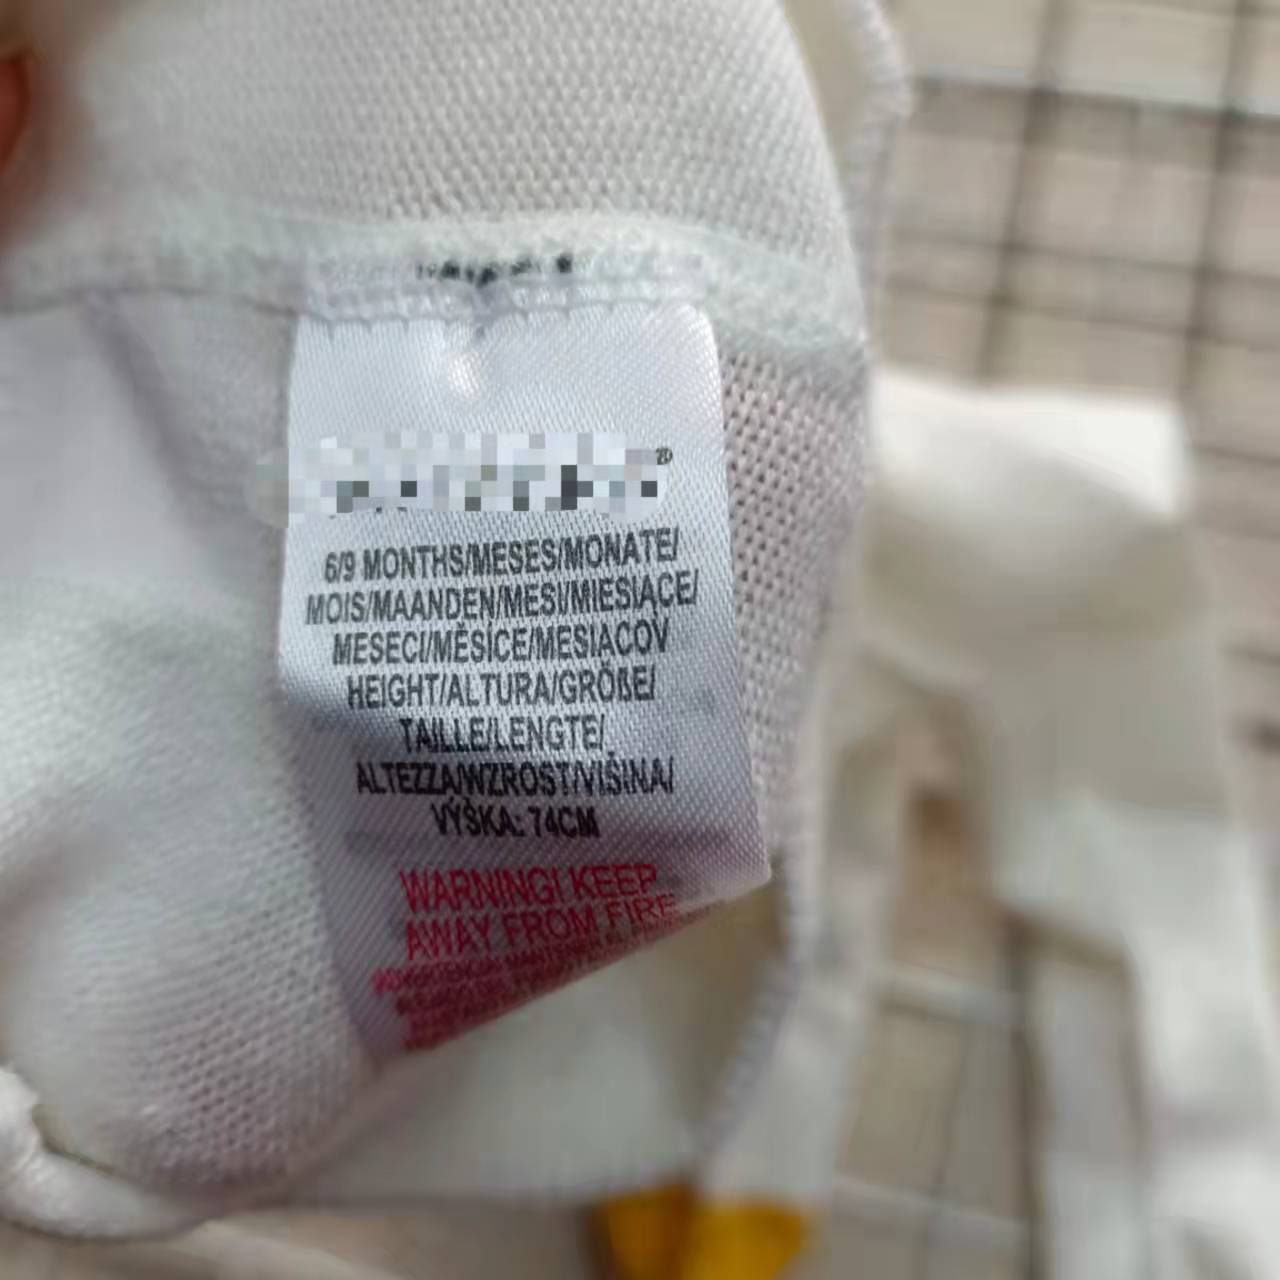 6/9 MONTHS/MESES/MONATE/
MOIS/MAANDEN/MESI/MIESIĄCE/
MESECI/MĚSÍCE/MESIACOV
HEIGHT/ALTURA/GRÖßE/
TAILLE/LENGTE/
ALTEZZA/WZROST/VIŠINA/
VÝŠKA: 74CM
WARNING! KEEP
AWAY FROM FIRE